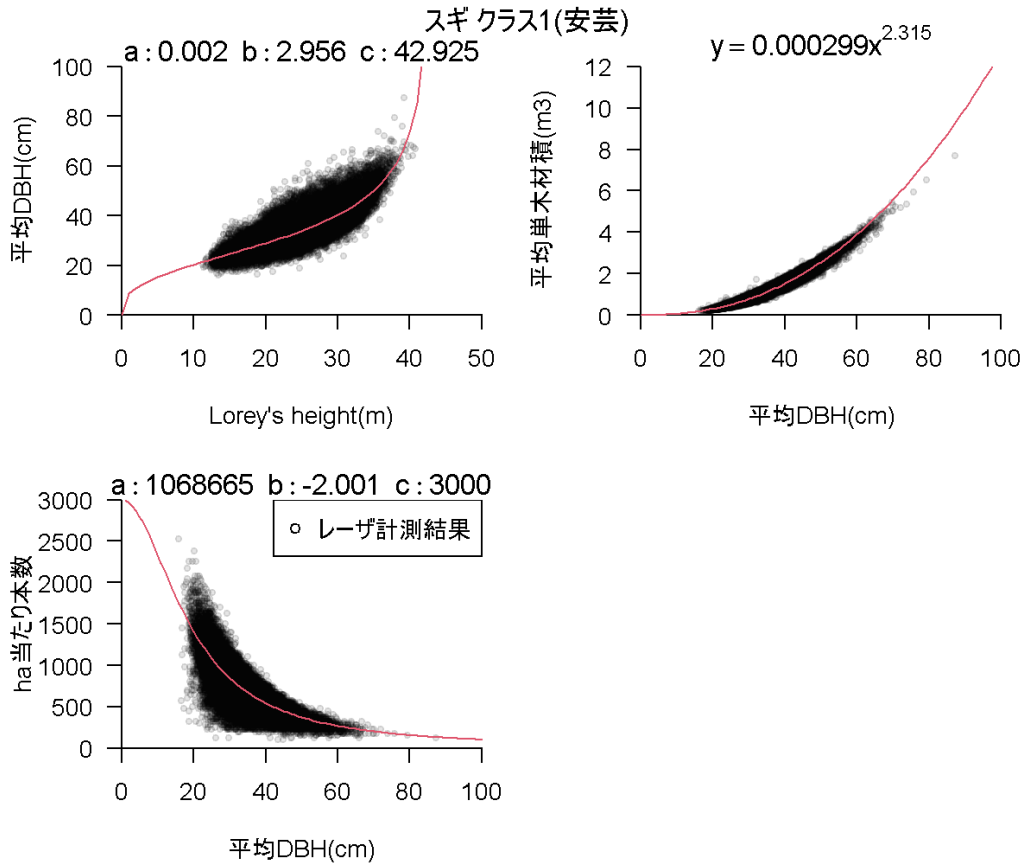 スギ クラス1(安芸)
a : 0.002 b : 2.956 c : 42.925
平均DBH(cm)
100
80
60
40
20
0
0 10 20 30 40 50
Lorey's height(m)
y = 0.000299x^2.315
平均単木材積(m3)
12
10
8
6
4
2
0
0 20 40 60 80 100
平均DBH(cm)
a : 1068665 b : -2.001 c : 3000
レーザ計測結果
ha当たり本数
3000
2500
2000
1500
1000
500
0
0 20 40 60 80 100
平均DBH(cm)